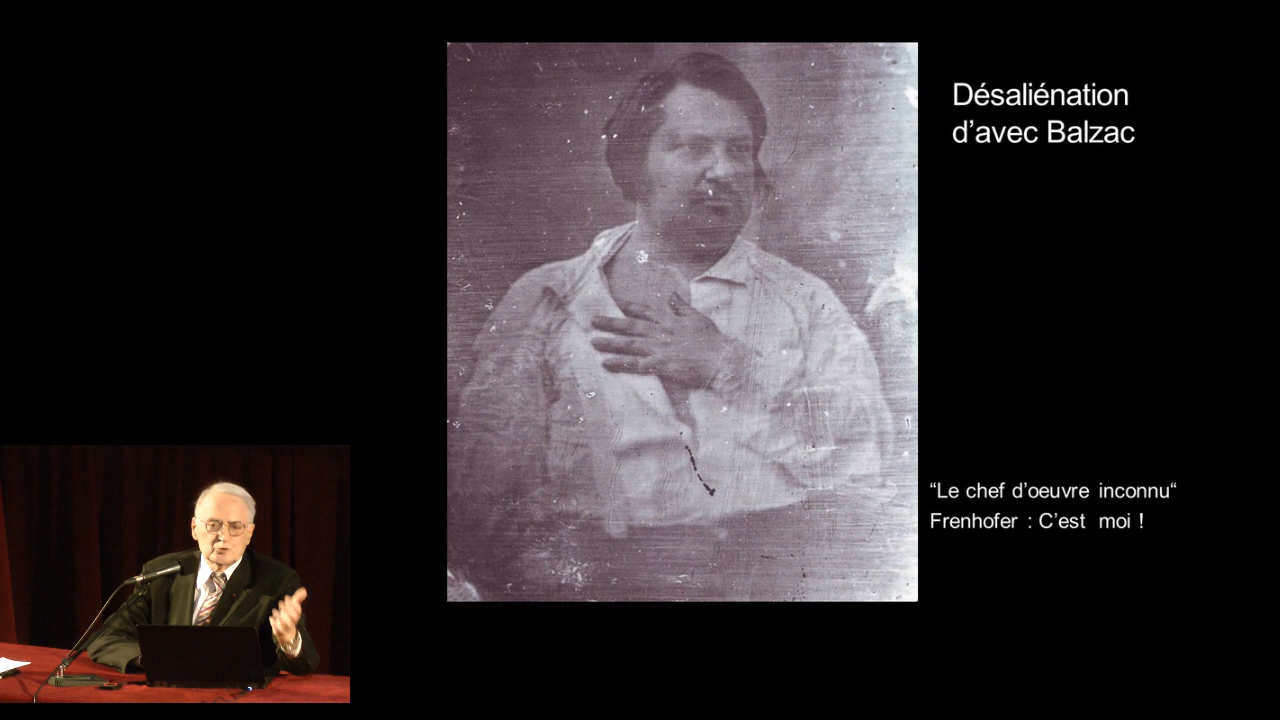 Désaliénation
d’avec Balzac
“Le chef d’oeuvre inconnu“
Frenhofer : C’est moi !